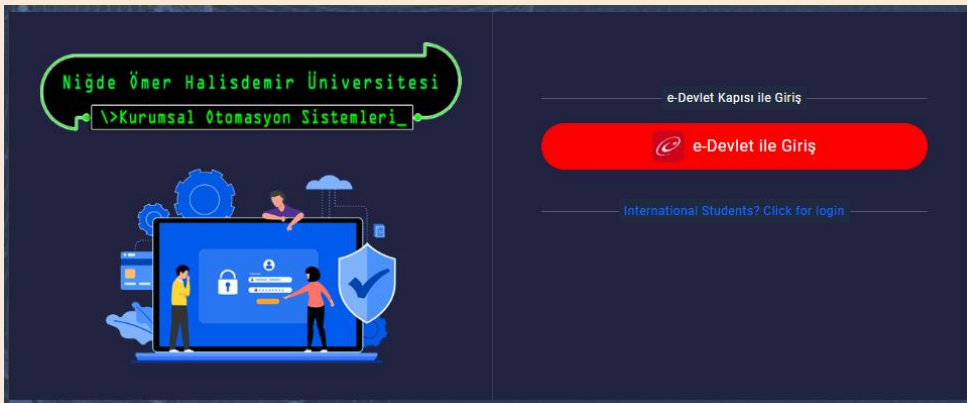 Niğde Ömer Halisdemir Üniversitesi
\>Kurumsal Otomasyon Sistemleri_
e-Devlet Kapısı ile Giriş
e-Devlet ile Giriş
International Students? Click for login